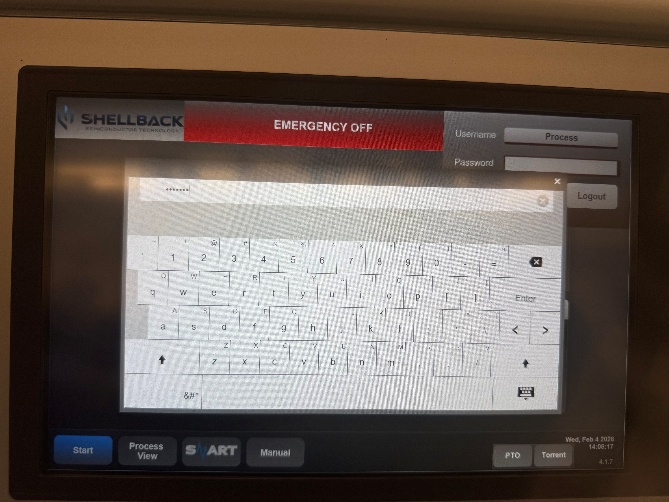 SHELLBACK
SEMICONDUCTOR TECHNOLOGY
EMERGENCY OFF
Username
Process
Password
Logout
•••••••
1 2 3 4 5 6 7 8 9 0 - =
q w e r t y u i o p [ ]
Enter
a s d f g h j k l
< >
z x c v b n m
&#*
Start
Process
View
SMART
Manual
PTO
Torrent
Wed, Feb 4 2026
14:00:17
4.1.7